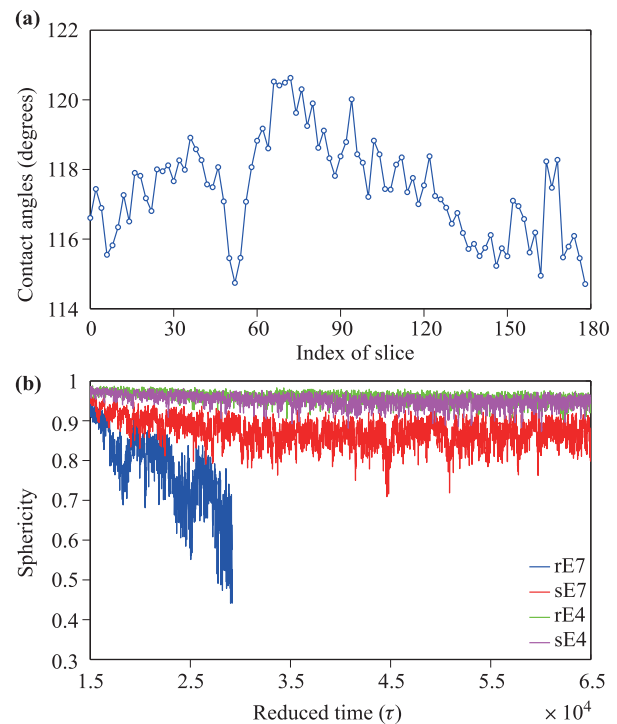 (a)
122
120
118
116
114
Contact angles (degrees)
0 30 60 90 120 150 180
Index of slice
(b)
1
0.9
0.8
0.7
0.6
0.5
0.4
0.3
Sphericity
rE7
sE7
rE4
sE4
1.5 2.5 3.5 4.5 5.5 6.5
Reduced time (τ)
× 10⁴